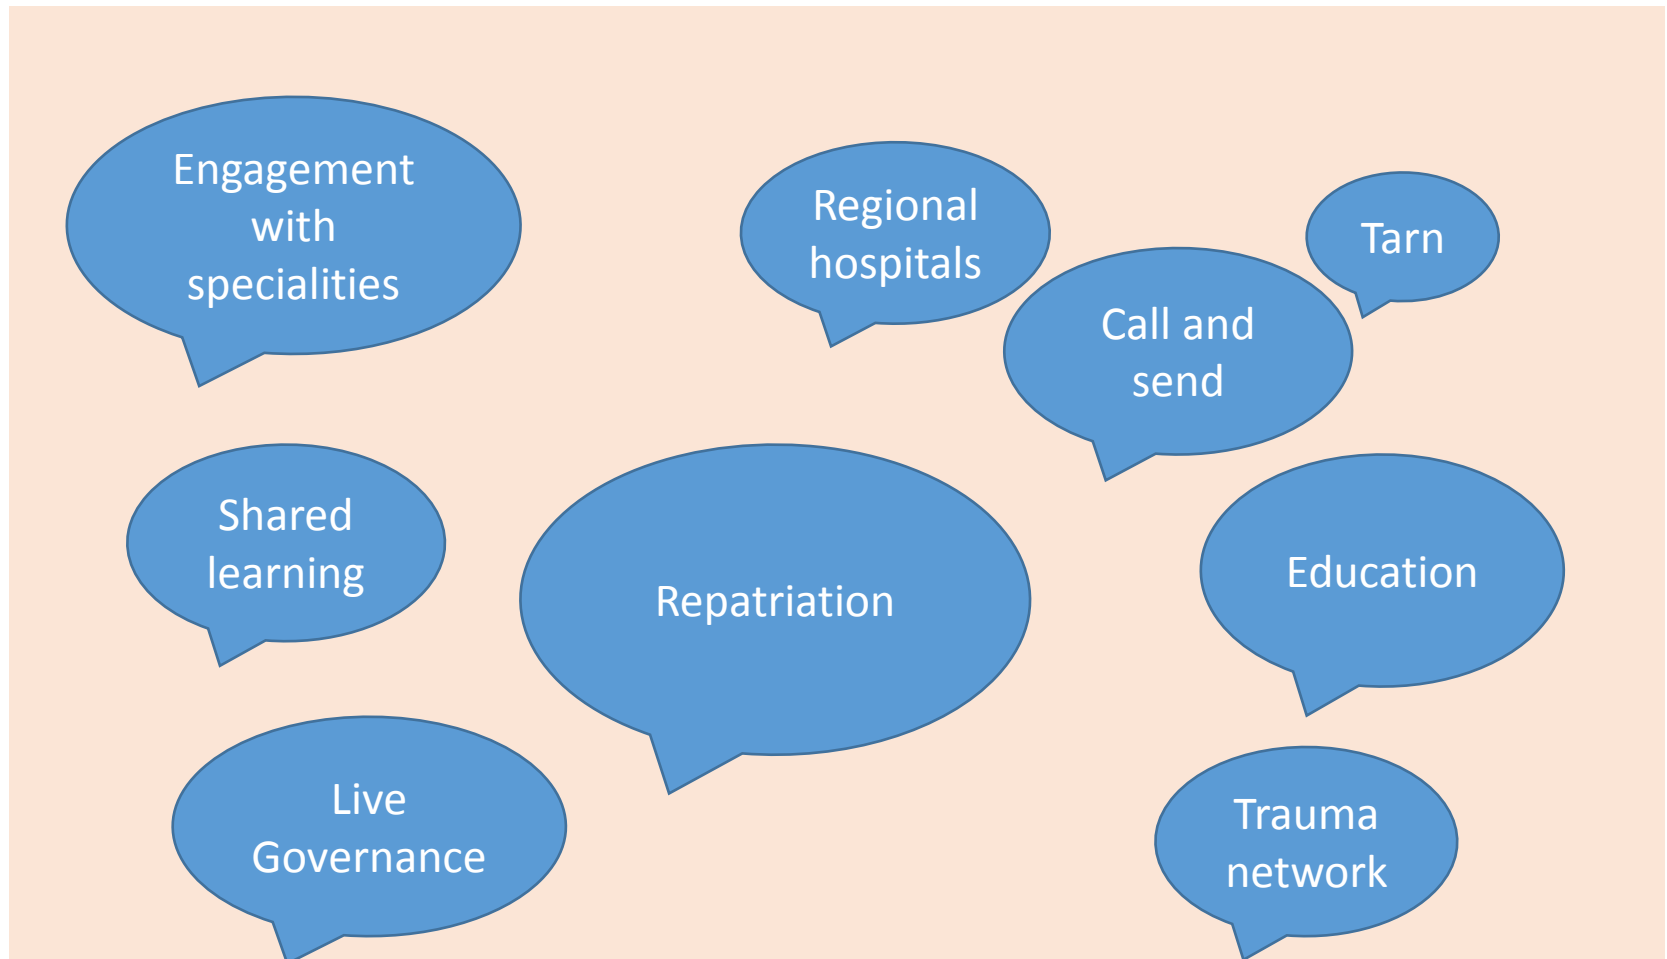 Engagement
with
specialities
Regional
hospitals
Tarn
Call and
send
Shared
learning
Repatriation
Education
Live
Governance
Trauma
network